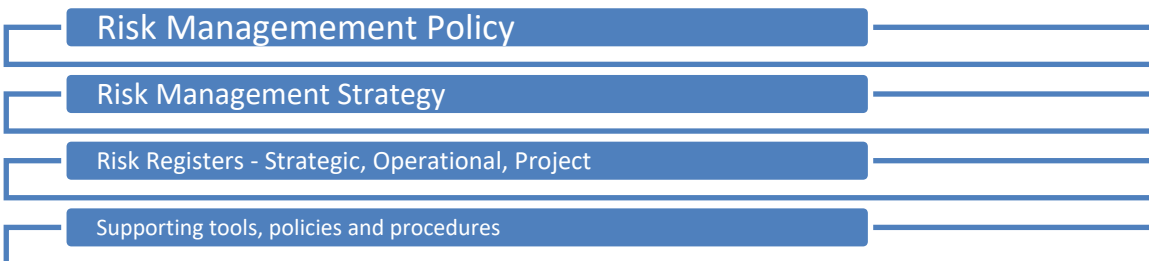 Risk Managemement Policy
Risk Management Strategy
Risk Registers - Strategic, Operational, Project
Supporting tools, policies and procedures